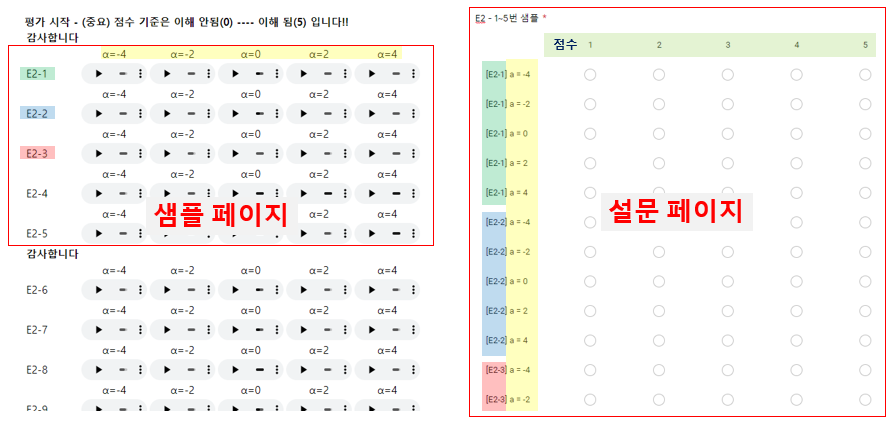 평가 시작 - (중요) 점수 기준은 이해 안됨(0) ---- 이해 됨(5) 입니다!!
감사합니다
α=-4 α=-2 α=0 α=2 α=4
E2-1
α=-4 α=-2 α=0 α=2 α=4
E2-2
α=-4 α=-2 α=0 α=2 α=4
E2-3
α=-4 α=-2 α=0 α=2 α=4
E2-4
α=-4 α=2 α=4
샘플 페이지
E2-5
감사합니다
α=-4 α=-2 α=0 α=2 α=4
E2-6
α=-4 α=-2 α=0 α=2 α=4
E2-7
α=-4 α=-2 α=0 α=2 α=4
E2-8
α=-4 α=-2 α=0 α=2 α=4
E2-9
E2 - 1~5번 샘플 *
점수 1 2 3 4 5
[E2-1] a = -4
[E2-1] a = -2
[E2-1] a = 0
[E2-1] a = 2
[E2-1] a = 4
설문 페이지
[E2-2] a = -4
[E2-2] a = -2
[E2-2] a = 0
[E2-2] a = 2
[E2-2] a = 4
[E2-3] a = -4
[E2-3] a = -2